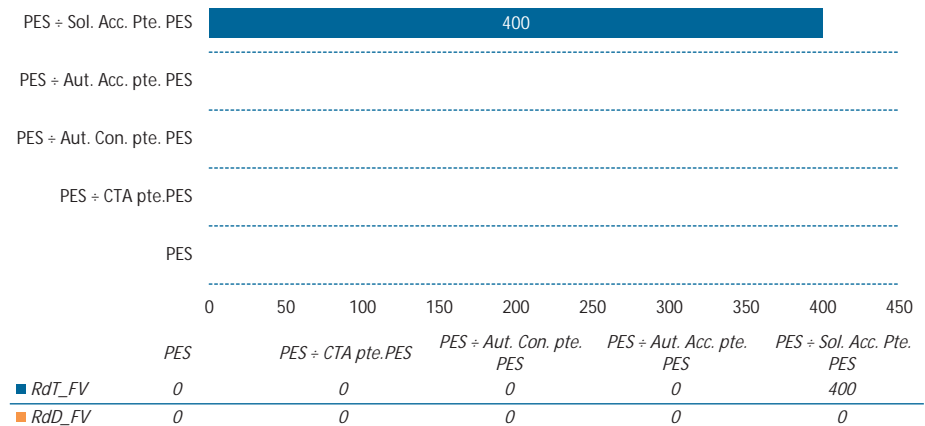 PES ÷ Sol. Acc. Pte. PES
400
PES ÷ Aut. Acc. pte. PES
PES ÷ Aut. Con. pte. PES
PES ÷ CTA pte.PES
PES
0 50 100 150 200 250 300 350 400 450
PES PES ÷ CTA pte.PES PES ÷ Aut. Con. pte. PES PES ÷ Aut. Acc. pte. PES PES ÷ Sol. Acc. Pte. PES
RdT_FV 0 0 0 0 400
RdD_FV 0 0 0 0 0